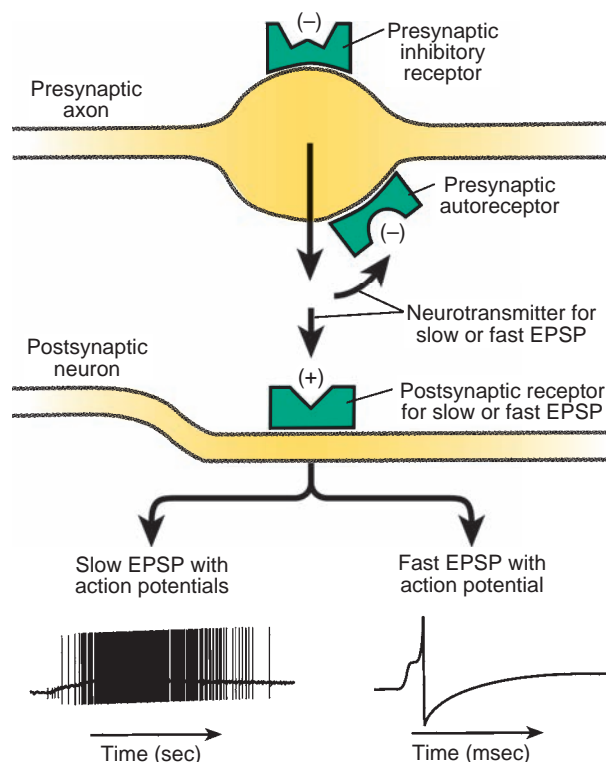 (–)
Presynaptic
inhibitory
receptor
Presynaptic
axon
Presynaptic
autoreceptor
(–)
Neurotransmitter for
slow or fast EPSP
Postsynaptic
neuron
(+)
Postsynaptic receptor
for slow or fast EPSP
Slow EPSP with
action potentials
Fast EPSP with
action potential
Time (sec)
Time (msec)